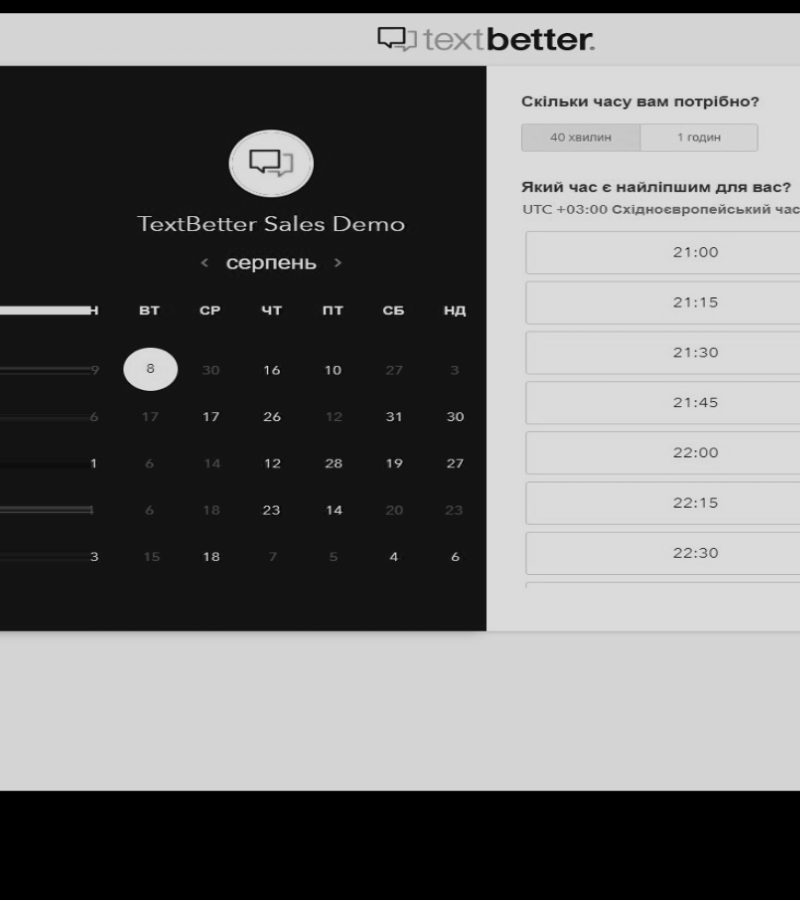 textbetter.
TextBetter Sales Demo
< серпень >
ВТ СР ЧТ ПТ СБ НД
9 8 30 16 10 27 3
6 17 17 26 12 31 30
1 6 14 12 28 19 27
6 18 23 14 20 23
3 15 18 7 5 4 6
Скільки часу вам потрібно?
40 хвилин 1 годин
Який час є найліпшим для вас?
UTC +03:00 Східноєвропейський час
21:00
21:15
21:30
21:45
22:00
22:15
22:30